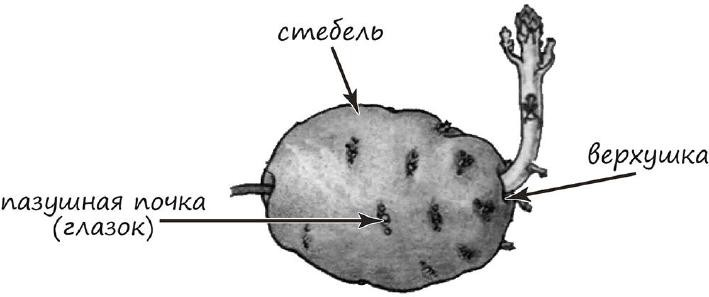 стебель
верхушка
пазушная почка
(глазок)